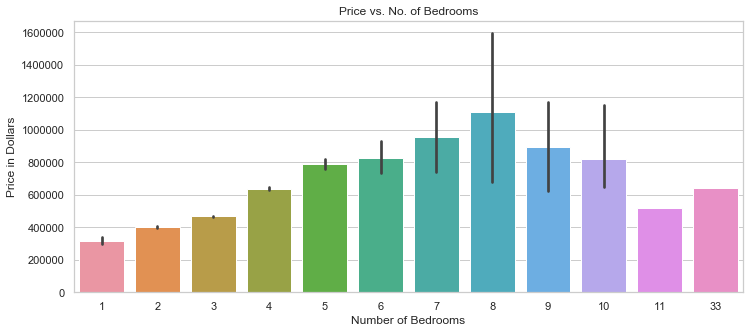 Price vs. No. of Bedrooms
1600000
1400000
1200000
1000000
800000
600000
400000
200000
0
Price in Dollars
1 2 3 4 5 6 7 8 9 10 11 33
Number of Bedrooms